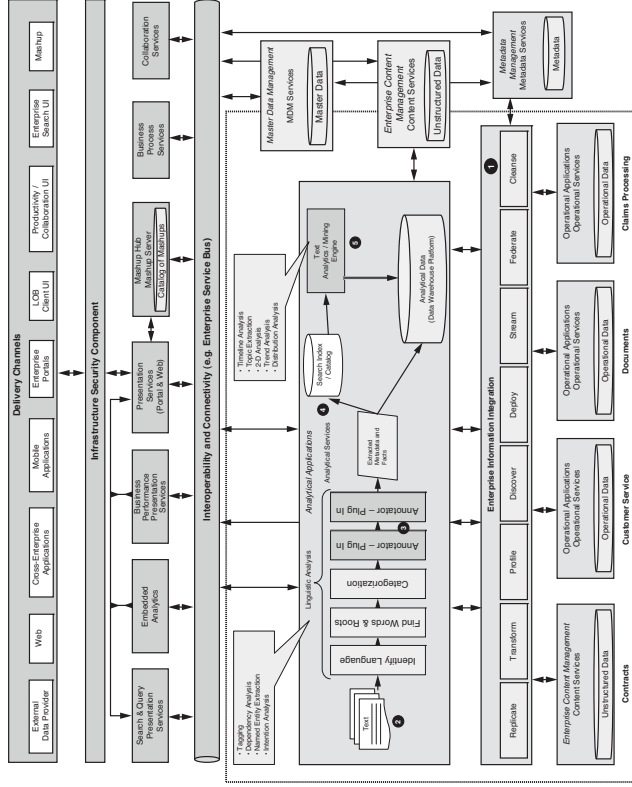 Delivery Channels
External
Data Provider
Web
Cross-Enterprise
Applications
Mobile
Applications
Enterprise
Portals
LOB
Client UI
Productivity /
Collaboration UI
Enterprise
Search UI
Mashup
Infrastructure Security Component
Search & Query
Presentation
Services
Embedded
Analytics
Business
Performance
Presentation
Services
Presentation
Services
(Portal & Web)
Mashup Hub
Mashup Server
Catalog of Mashups
Business
Process
Services
Collaboration
Services
Interoperability and Connectivity (e.g. Enterprise Service Bus)
• Tagging
• Dependency Analysis
• Named Entity Extraction
• Intention Analysis
• Timeline Analysis
• Topic Extraction
• 2-D Analysis
• Trend Analysis
• Distribution Analysis
Analytical Applications
Analytical Services
Linguistic Analysis
Text
2
Identify Language
Find Words & Roots
Categorization
Annotator – Plug In
3
Annotator – Plug In
Extracted
Metadata and
Facts
4
Search Index
/ Catalog
Text
Analytics / Mining
Engine
5
Analytical Data
(Data Warehouse Platform)
Master Data Management
MDM Services
Master Data
Enterprise Content
Management
Content Services
Unstructured Data
Metadata
Management
Metadata Services
Metadata
Enterprise Information Integration
1
Replicate
Transform
Profile
Discover
Deploy
Stream
Federate
Cleanse
Enterprise Content Management
Content Services
Unstructured Data
Contracts
Operational Applications
Operational Services
Operational Data
Customer Service
Operational Applications
Operational Services
Operational Data
Documents
Operational Applications
Operational Services
Operational Data
Claims Processing